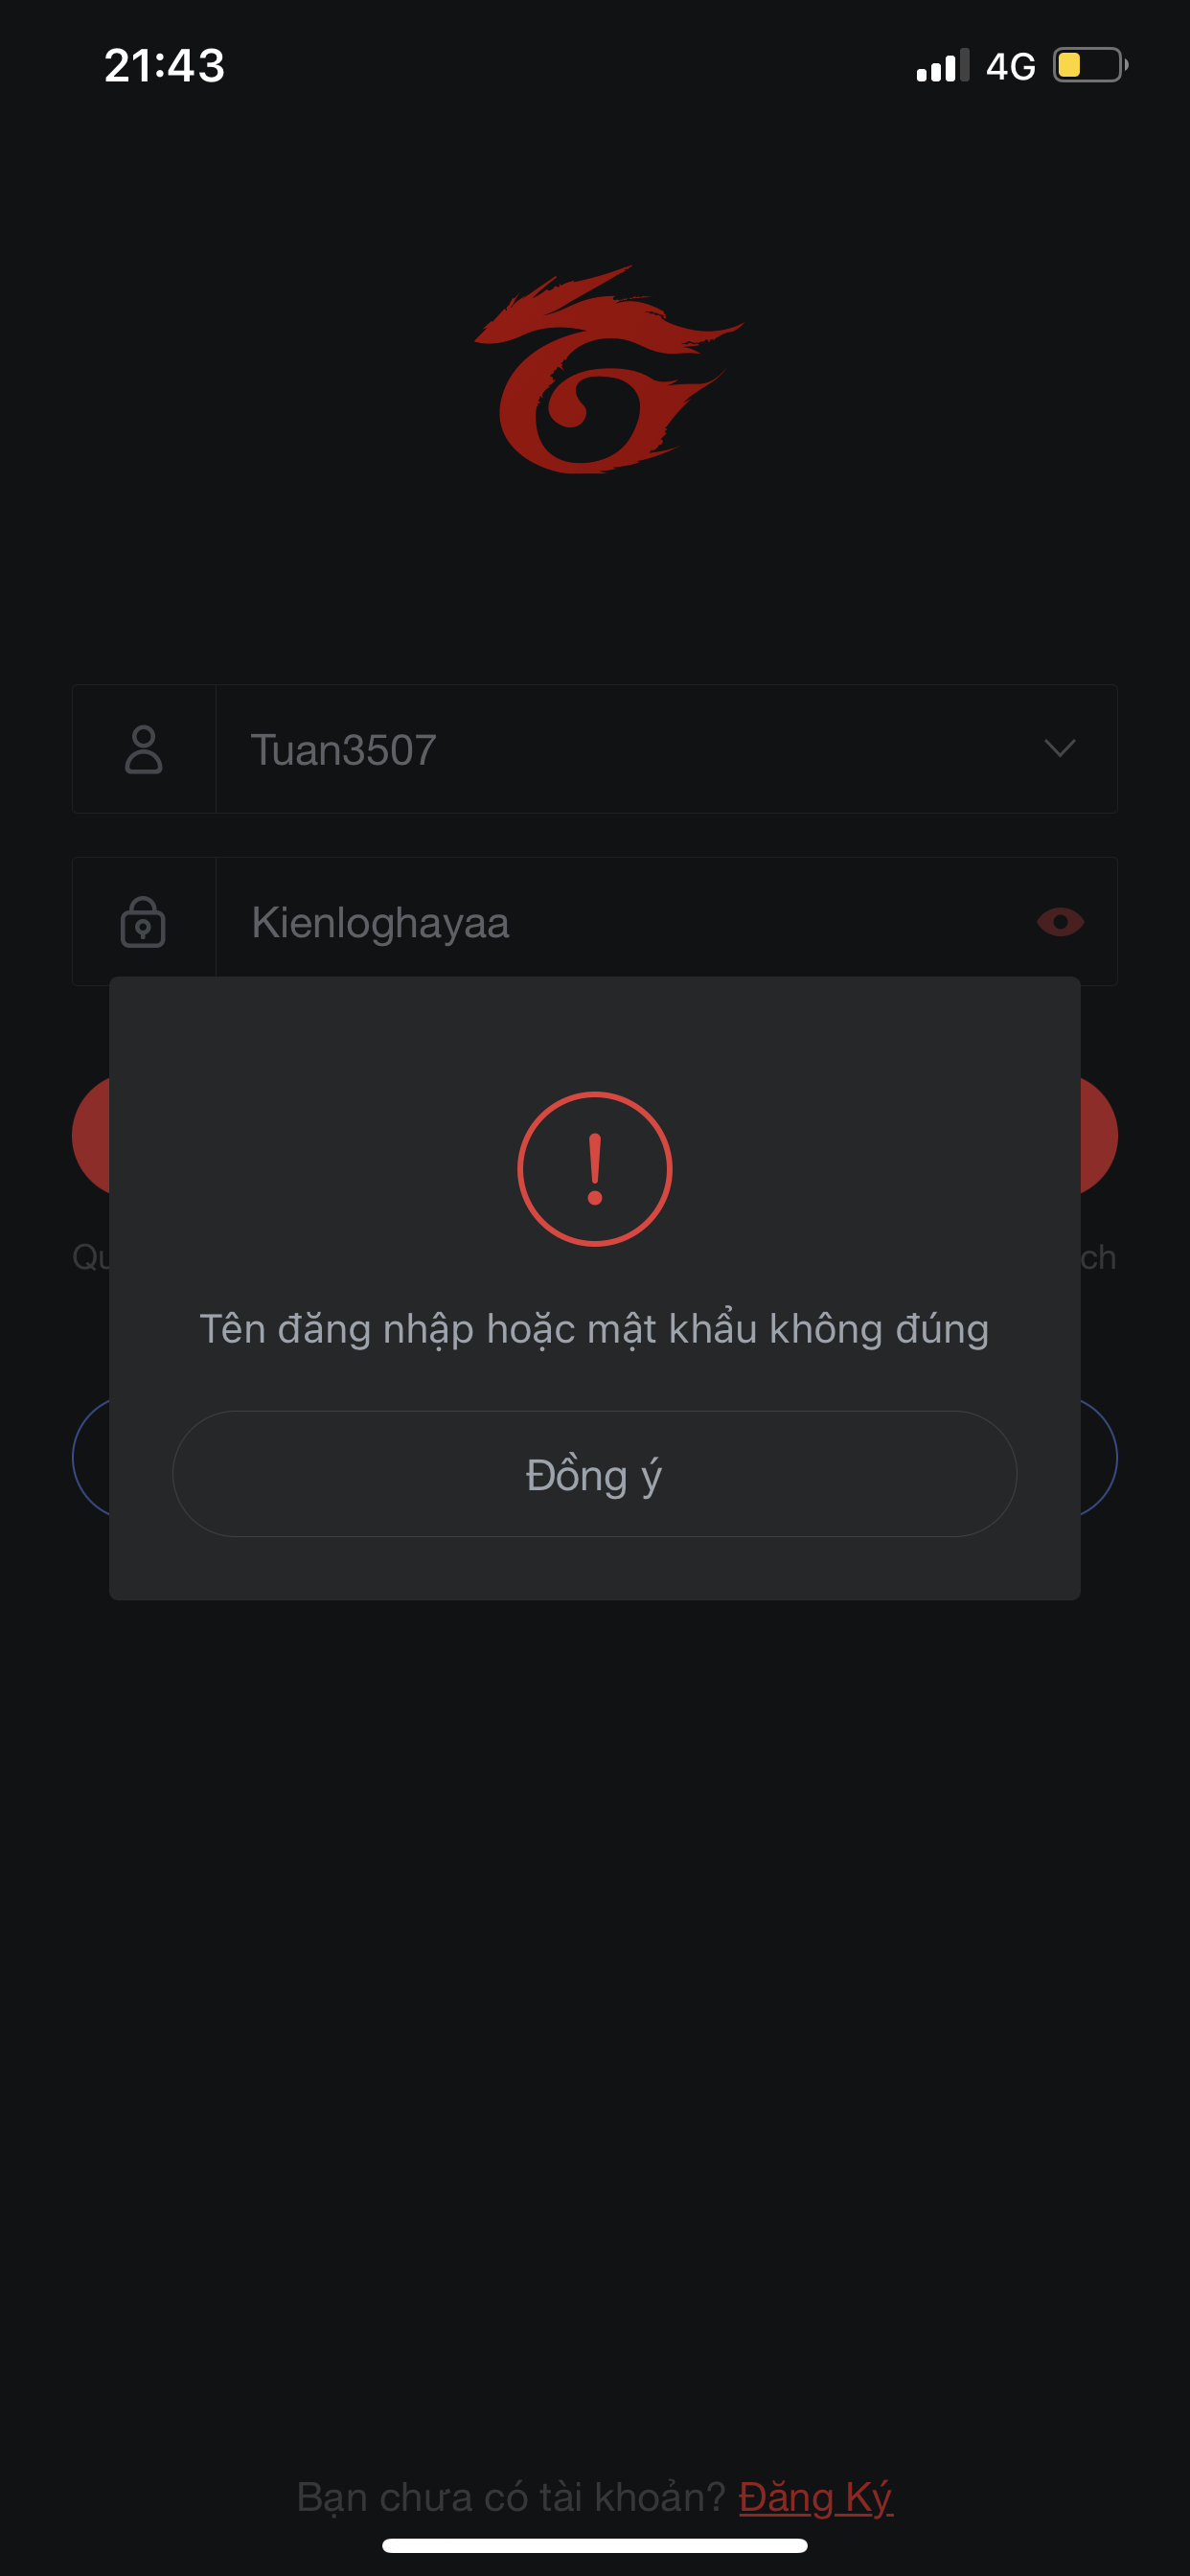 21:43
4G
Tuan3507
Kienloghayaa
Qu
ch
Tên đăng nhập hoặc mật khẩu không đúng
Đồng ý
Bạn chưa có tài khoản? Đăng Ký